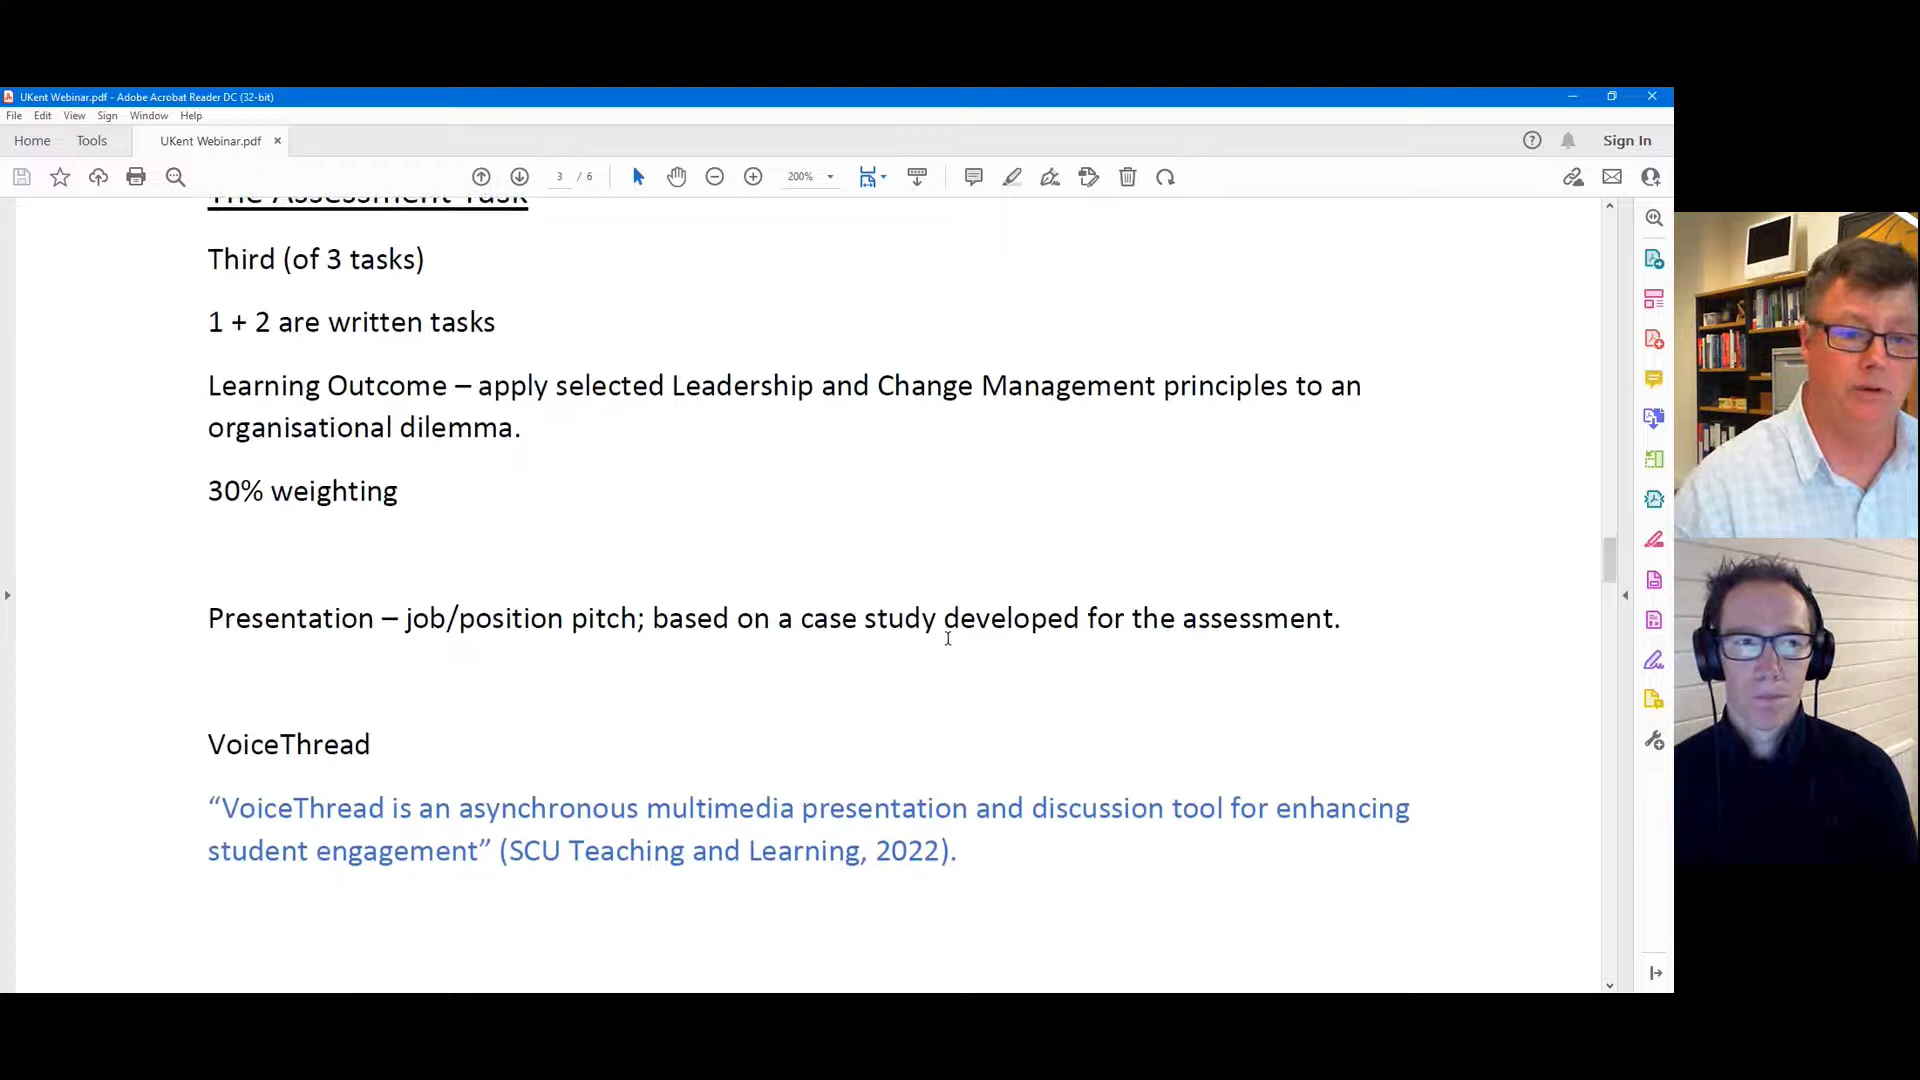 UKent Webinar.pdf - Adobe Acrobat Reader DC (32-bit)
File Edit View Sign Window Help
Home Tools UKent Webinar.pdf × Sign In
3 / 6 200%
The Assessment Task
Third (of 3 tasks)
1 + 2 are written tasks
Learning Outcome – apply selected Leadership and Change Management principles to an
organisational dilemma.
30% weighting
Presentation – job/position pitch; based on a case study developed for the assessment.
VoiceThread
“VoiceThread is an asynchronous multimedia presentation and discussion tool for enhancing
student engagement” (SCU Teaching and Learning, 2022).